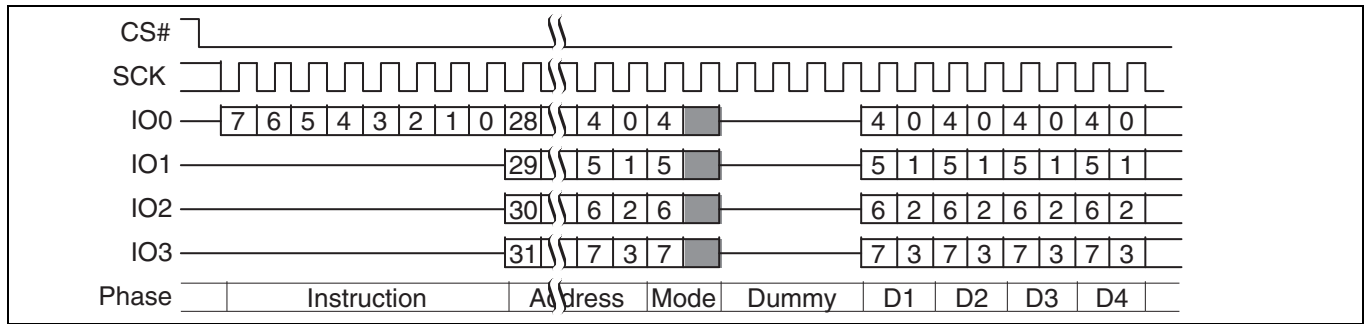 CS#
SCK
IO0 7 6 5 4 3 2 1 0 28 4 0 4 4 0 4 0 4 0 4 0
IO1 29 5 1 5 5 1 5 1 5 1 5 1
IO2 30 6 2 6 6 2 6 2 6 2 6 2
IO3 31 7 3 7 7 3 7 3 7 3 7 3
Phase Instruction Address Mode Dummy D1 D2 D3 D4